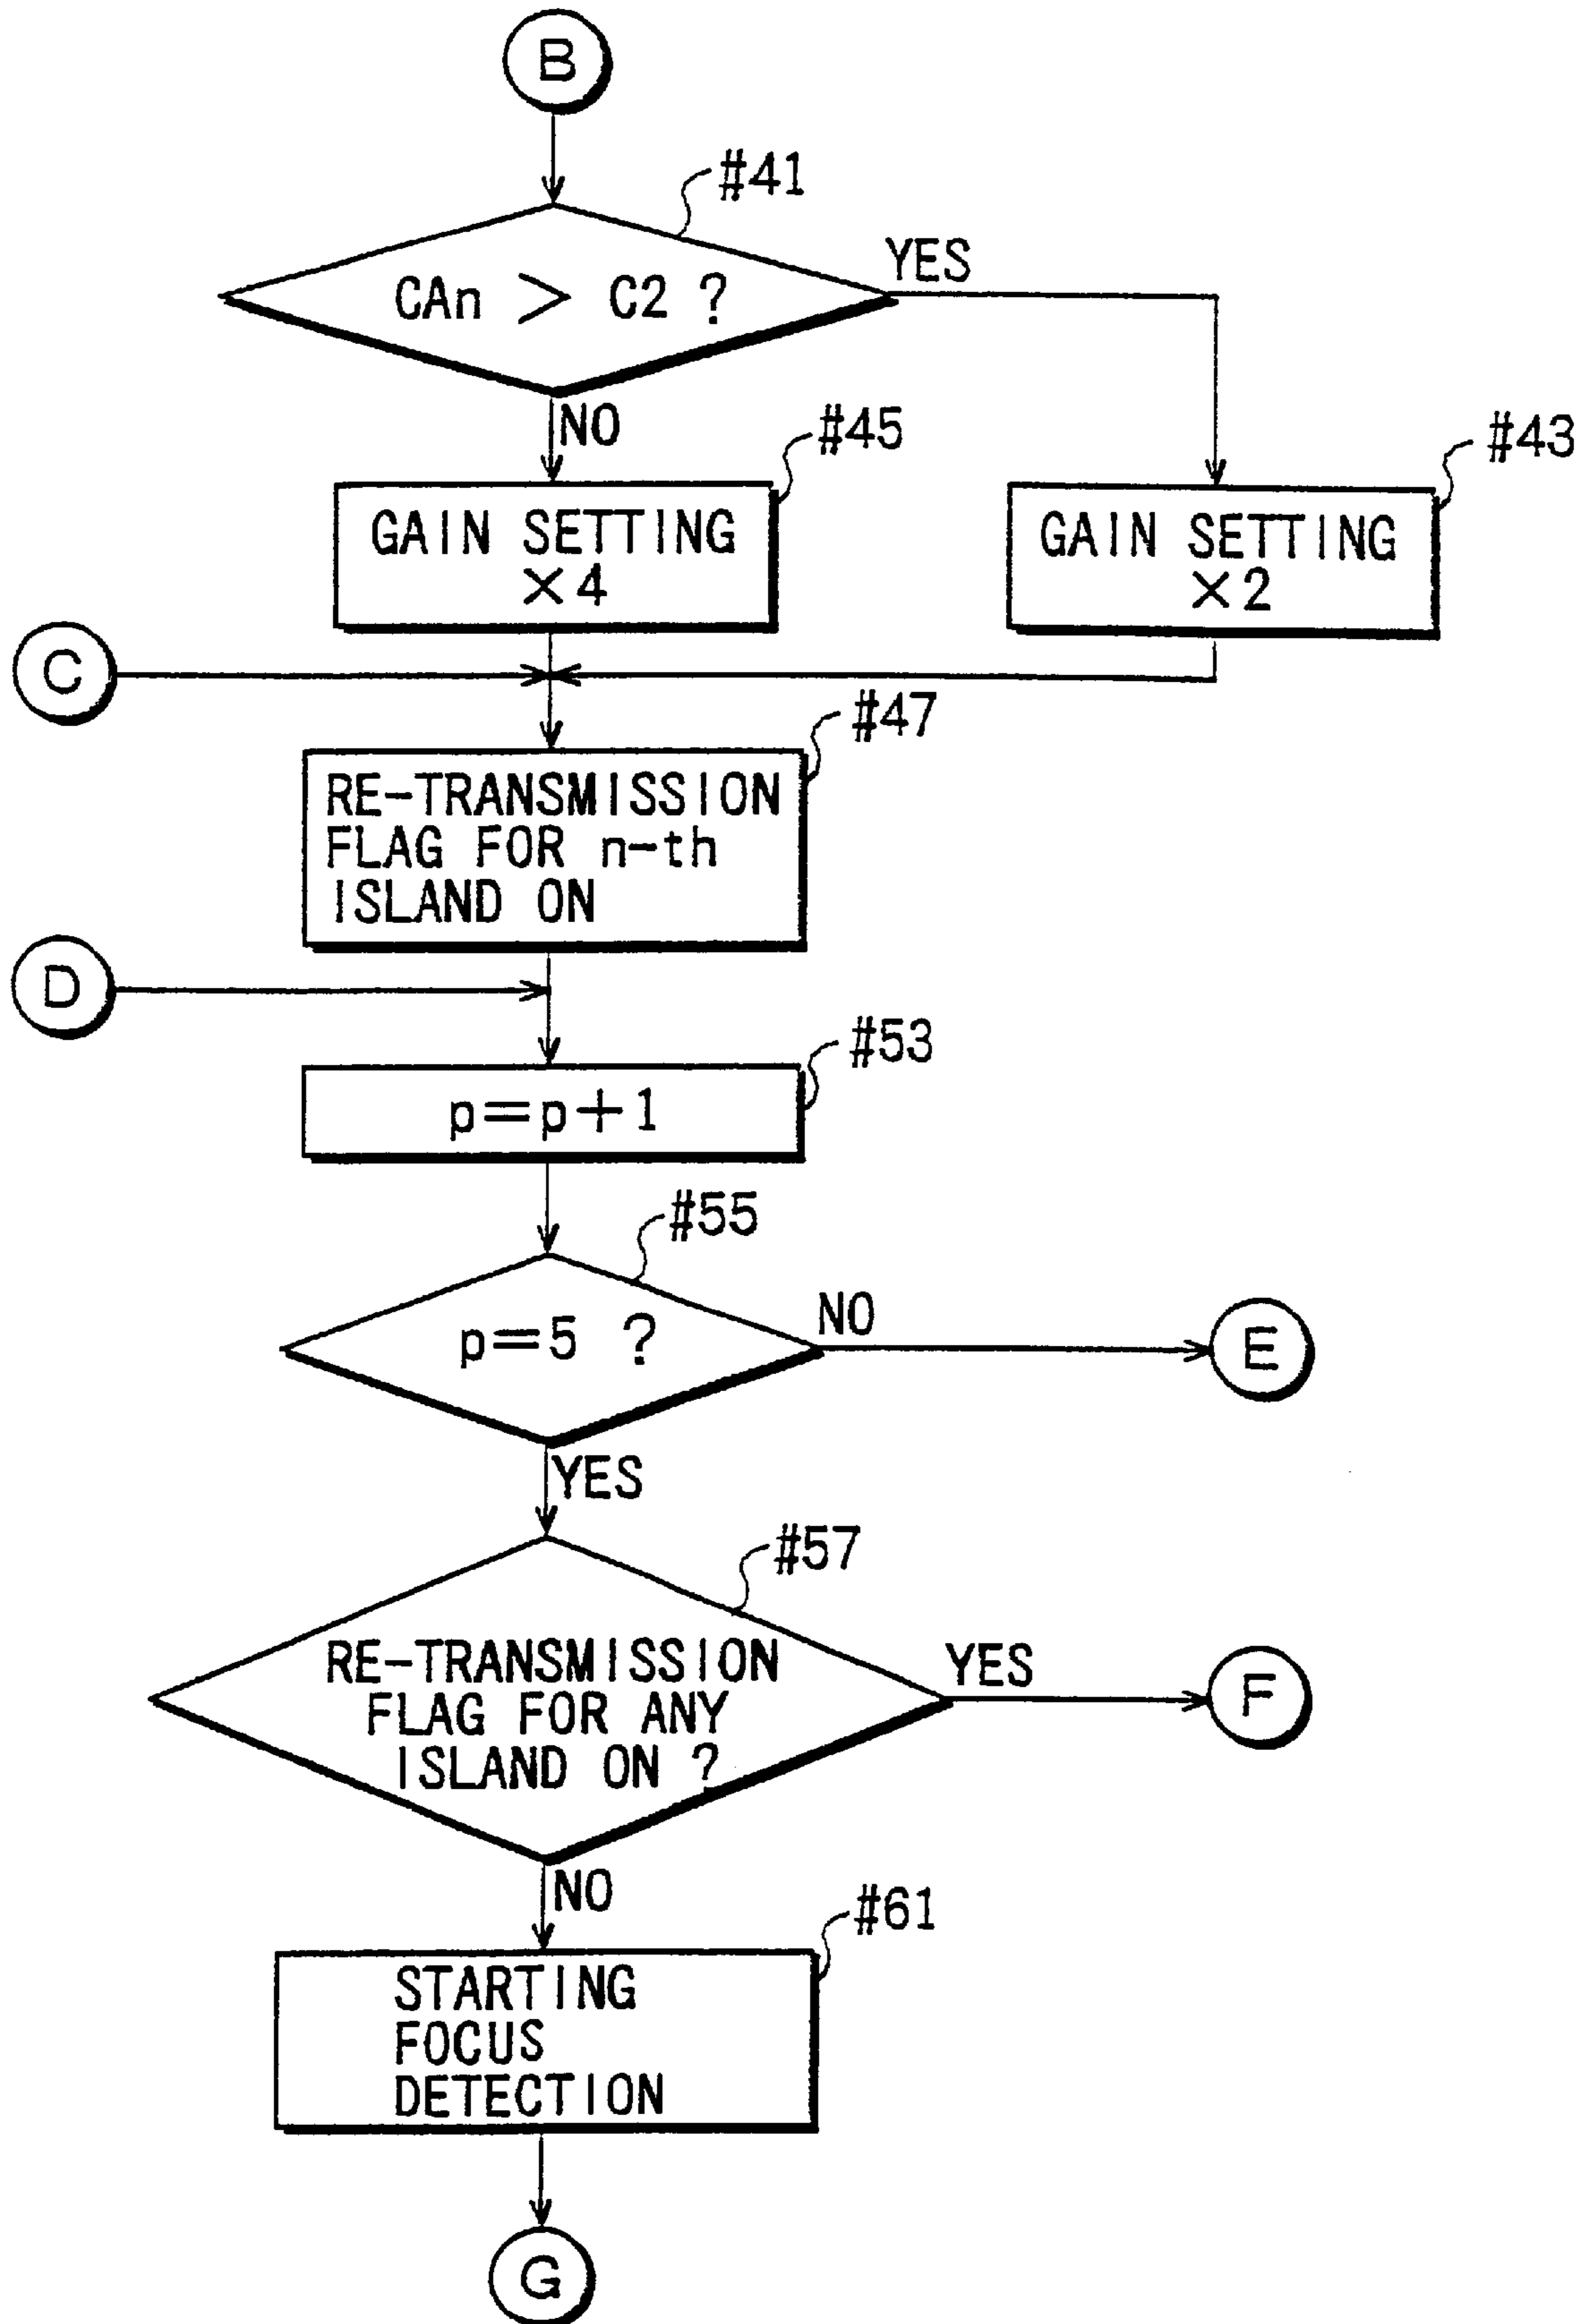 B
#41
CAn > C2 ?
YES
NO
#45
#43
GAIN SETTING
×4
GAIN SETTING
×2
C
#47
RE-TRANSMISSION
FLAG FOR n-th
ISLAND ON
D
#53
p=p+1
#55
p=5 ?
NO
E
YES
#57
RE-TRANSMISSION
FLAG FOR ANY
ISLAND ON ?
YES
F
NO
#61
STARTING
FOCUS
DETECTION
G